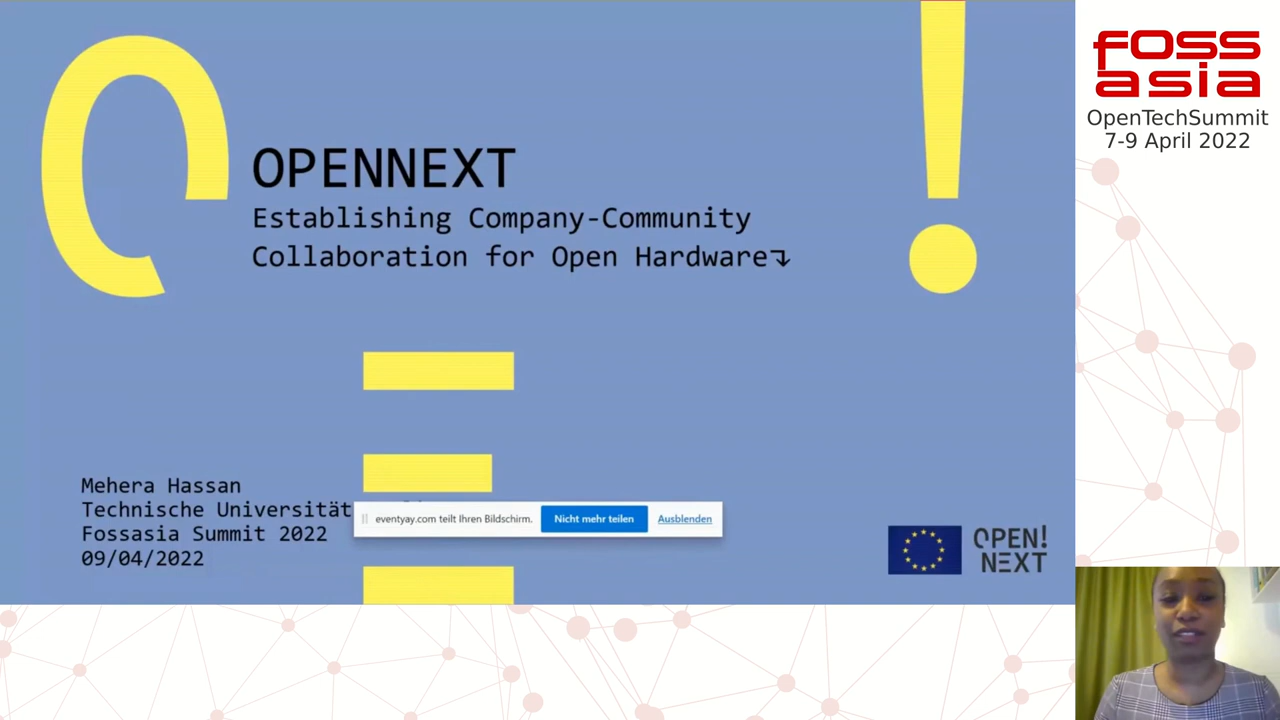 OPENNEXT
Establishing Company-Community
Collaboration for Open Hardware
Mehera Hassan
Technische Universität
Fossasia Summit 2022
09/04/2022
eventyay.com teilt Ihren Bildschirm.
Nicht mehr teilen
Ausblenden
OPEN!
NEXT
foss
asia
OpenTechSummit
7-9 April 2022